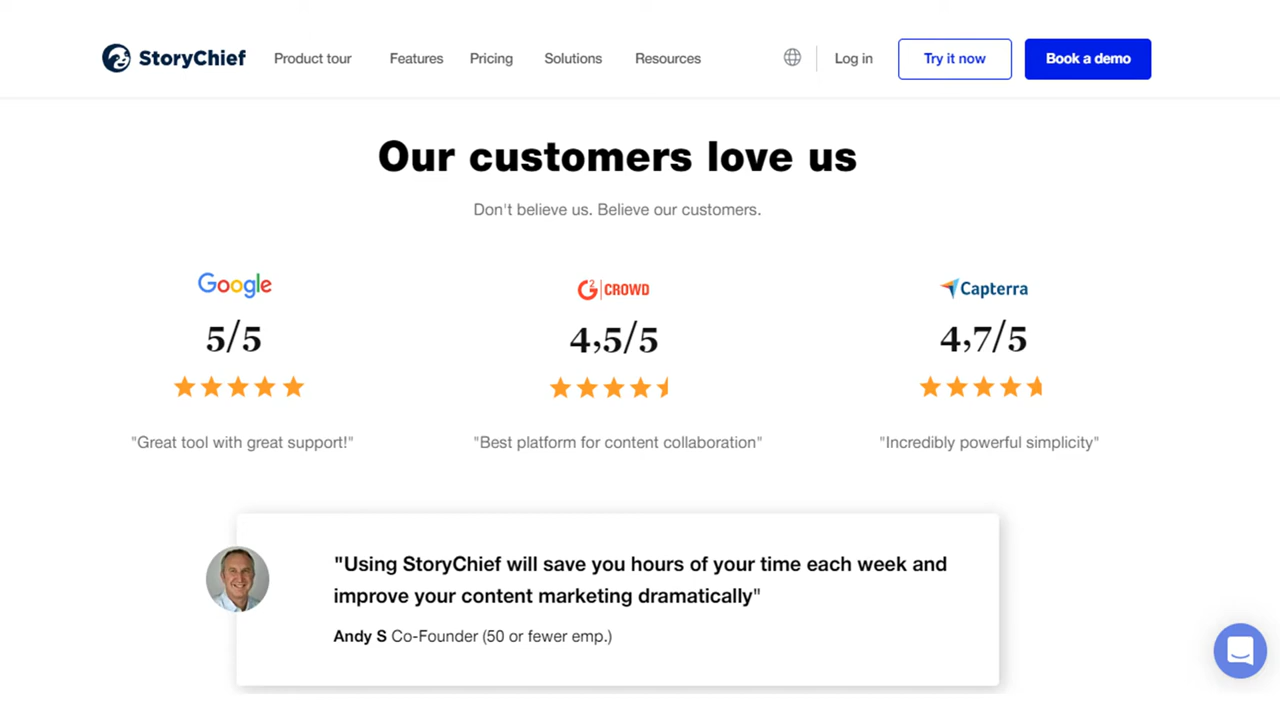 StoryChief Product tour Features Pricing Solutions Resources Log in Try it now Book a demo
Our customers love us
Don't believe us. Believe our customers.
Google G2 CROWD Capterra
5/5 4,5/5 4,7/5
"Great tool with great support!" "Best platform for content collaboration" "Incredibly powerful simplicity"
"Using StoryChief will save you hours of your time each week and
improve your content marketing dramatically"
Andy S Co-Founder (50 or fewer emp.)